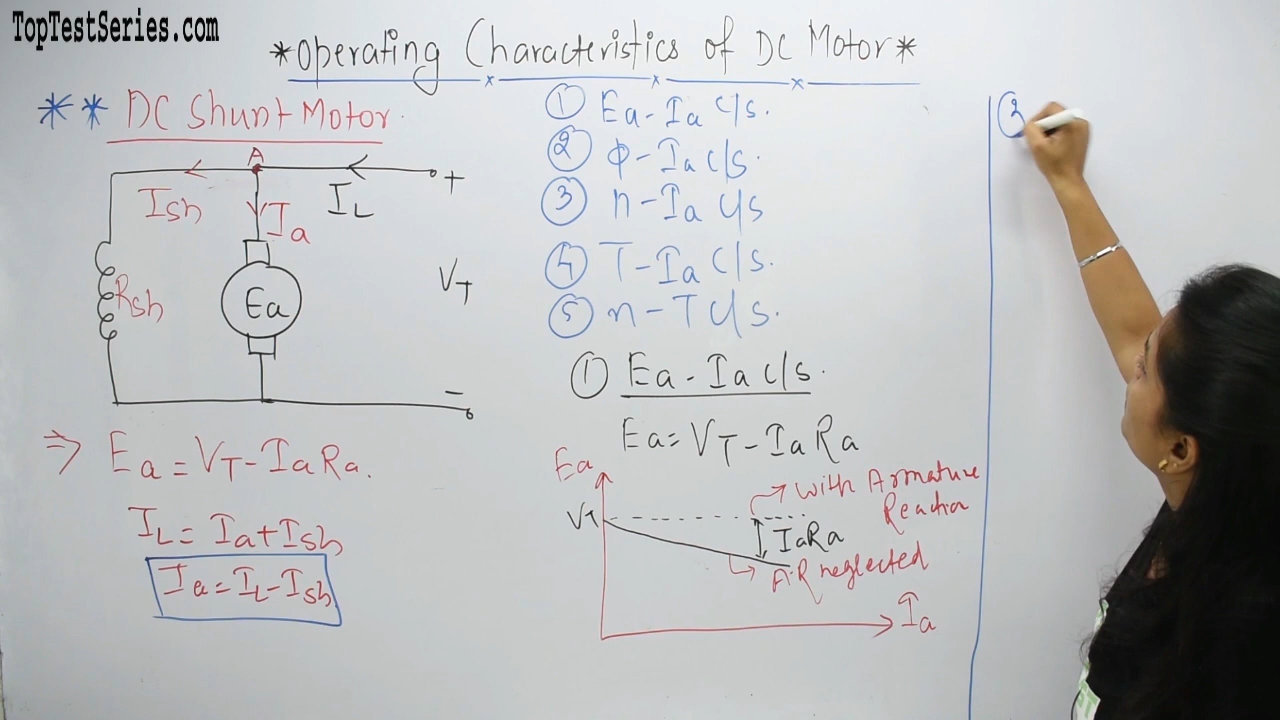 TopTestSeries.com
*Operating Characteristics of DC Motor*
** DC Shunt Motor.
A
Ish
Ia
IL
+
Rsh
Ea
VT
-
⇒ Ea = VT - IaRa.
IL = Ia + Ish
Ia = IL - Ish
① Ea - Ia C/S.
② φ - Ia C/S.
③ n - Ia C/S
④ T - Ia C/S.
⑤ n - T C/S.
① Ea - Ia C/S.
Ea = VT - IaRa
Ea
VT
with Armature
Reaction
IaRa
A.R neglected
Ia